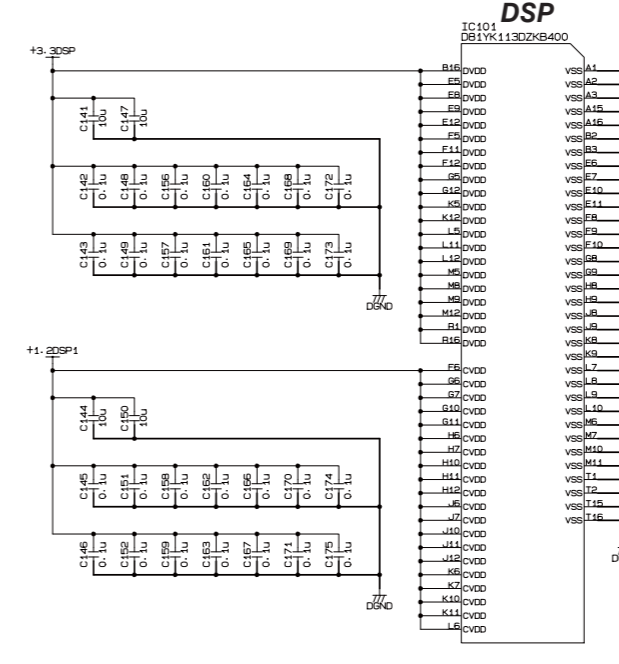 DSP
IC101
DB1YK113DZKB400
+3.3DSP
B16 DVDD VSS A1
E5 DVDD VSS A2
E8 DVDD VSS A3
E9 DVDD VSS A15
E12 DVDD VSS A16
F5 DVDD VSS B2
F11 DVDD VSS B3
F12 DVDD VSS E6
G5 DVDD VSS E7
G12 DVDD VSS E10
K5 DVDD VSS E11
K12 DVDD VSS F8
L5 DVDD VSS F9
L11 DVDD VSS F10
L12 DVDD VSS G8
M5 DVDD VSS G9
M8 DVDD VSS H8
M9 DVDD VSS H9
M12 DVDD VSS J8
R1 DVDD VSS J9
R16 DVDD VSS K8
VSS K9
F6 CVDD VSS L7
G6 CVDD VSS L8
G7 CVDD VSS L9
G10 CVDD VSS L10
G11 CVDD VSS M6
H6 CVDD VSS M7
H7 CVDD VSS M10
H10 CVDD VSS M11
H11 CVDD VSS T1
H12 CVDD VSS T2
J6 CVDD VSS T15
J7 CVDD VSS T16
J10 CVDD
J11 CVDD
J12 CVDD
K6 CVDD
K7 CVDD
K10 CVDD
K11 CVDD
L6 CVDD
C141 10u C147 10u
C142 0.1u C148 0.1u C156 0.1u C160 0.1u C164 0.1u C168 0.1u C172 0.1u
C143 0.1u C149 0.1u C157 0.1u C161 0.1u C165 0.1u C169 0.1u C173 0.1u
DGND
+1.2DSP1
C144 10u C150 10u
C145 0.1u C151 0.1u C158 0.1u C162 0.1u C166 0.1u C170 0.1u C174 0.1u
C146 0.1u C152 0.1u C159 0.1u C163 0.1u C167 0.1u C171 0.1u C175 0.1u
DGND